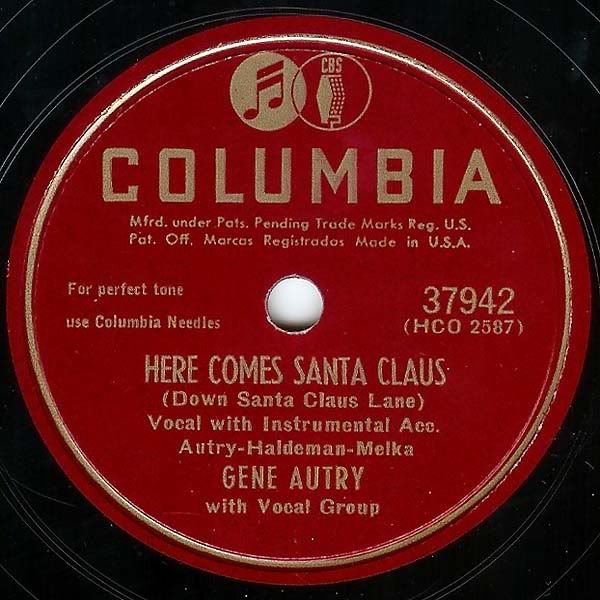 CBS
COLUMBIA
Mfrd. under Pats. Pending Trade Marks Reg. U.S.
Pat. Off. Marcas Registradas Made in U.S.A.
For perfect tone
use Columbia Needles
37942
(HCO 2587)
HERE COMES SANTA CLAUS
(Down Santa Claus Lane)
Vocal with Instrumental Acc.
Autry-Haldeman-Melka
GENE AUTRY
with Vocal Group